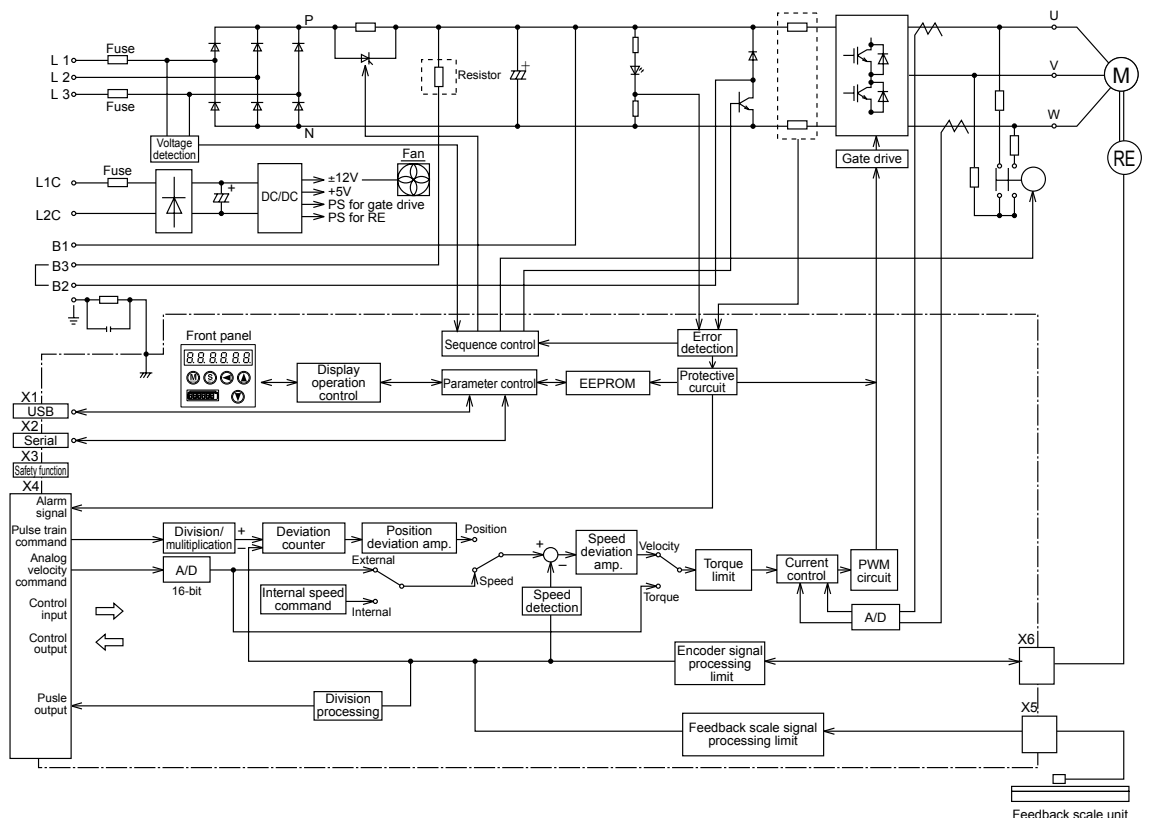 P
U
Fuse
L 1
L 2
L 3
Fuse
Resistor
V
M
N
W
Voltage
detection
Gate drive
RE
Fuse
Fan
L1C
±12V
+5V
DC/DC
PS for gate drive
L2C
PS for RE
B1
B3
B2
Front panel
Sequence control
Error
detection
8.8.8.8.8.8.
M S
Display
operation
control
Parameter control
EEPROM
Protective
curcuit
X1
USB
X2
Serial
X3
Safety function
X4
Alarm
signal
Pulse train
command
Division/
mutiplication
+
−
Deviation
counter
Position
deviation amp.
Position
Analog
velocity
command
A/D
16-bit
External
Speed
+
−
Speed
deviation
amp.
Velocity
Torque
limit
Current
control
PWM
circuit
Internal speed
command
Internal
Speed
detection
Torque
A/D
Control
input
Control
output
Encoder signal
processing
limit
X6
Pusle
output
Division
processing
X5
Feedback scale signal
processing limit
Feedback scale unit